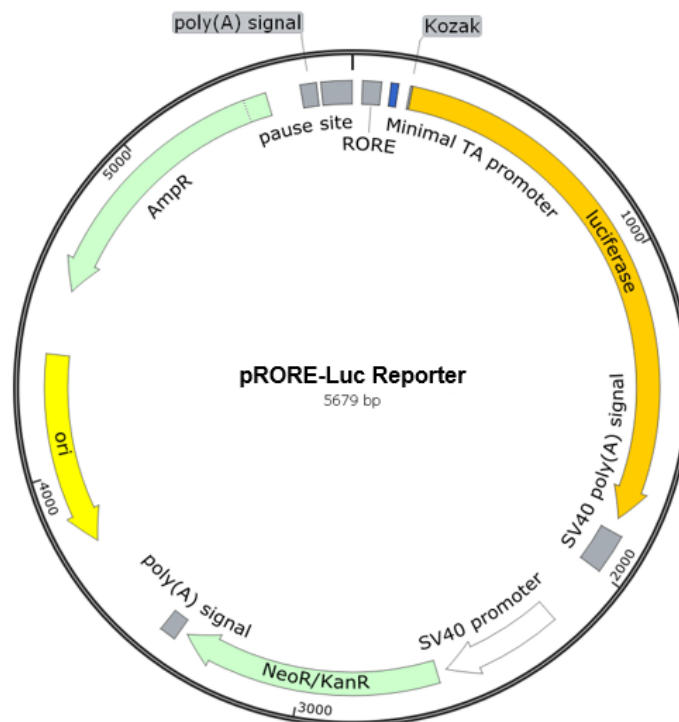 poly(A) signal
Kozak
pause site
RORE
Minimal TA promoter
luciferase
1000
5000
AmpR
pRORE-Luc Reporter
5679 bp
ori
4000
SV40 poly(A) signal
2000
poly(A) signal
SV40 promoter
NeoR/KanR
3000